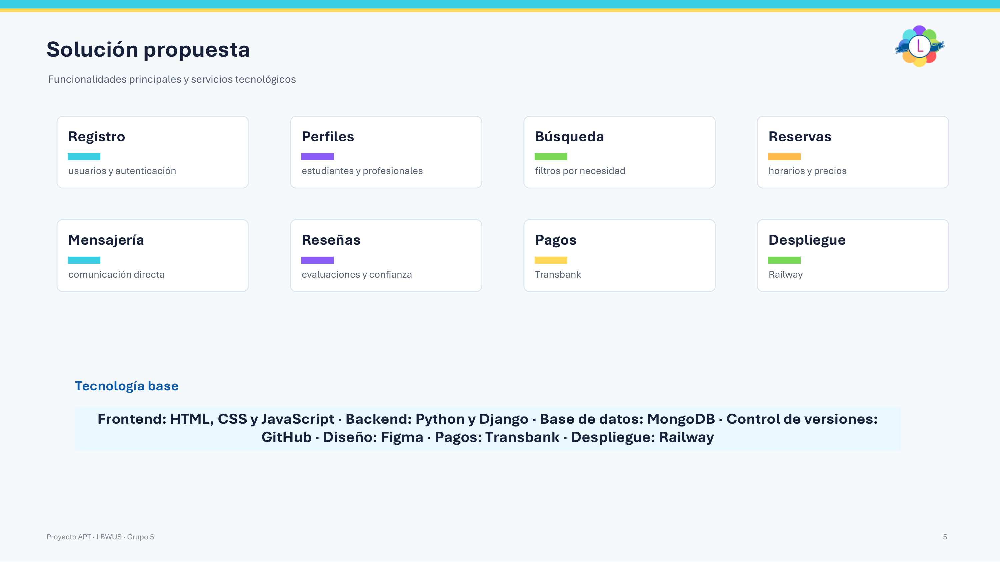 Solución propuesta
L
Funcionalidades principales y servicios tecnológicos
Registro
usuarios y autenticación
Perfiles
estudiantes y profesionales
Búsqueda
filtros por necesidad
Reservas
horarios y precios
Mensajería
comunicación directa
Reseñas
evaluaciones y confianza
Pagos
Transbank
Despliegue
Railway
Tecnología base
Frontend: HTML, CSS y JavaScript · Backend: Python y Django · Base de datos: MongoDB · Control de versiones:
GitHub · Diseño: Figma · Pagos: Transbank · Despliegue: Railway
Proyecto APT · LBWUS · Grupo 5
5